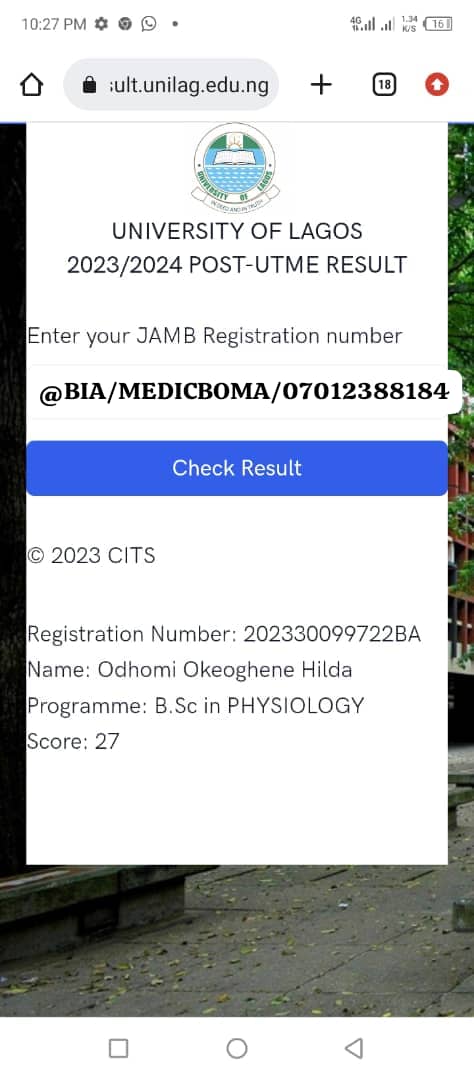 10:27 PM
4G
1.34 K/S
16
sult.unilag.edu.ng
18
UNIVERSITY OF LAGOS
IN DEED AND IN TRUTH
UNIVERSITY OF LAGOS
2023/2024 POST-UTME RESULT
Enter your JAMB Registration number
@BIA/MEDICBOMA/07012388184
Check Result
© 2023 CITS
Registration Number: 202330099722BA
Name: Odhomi Okeoghene Hilda
Programme: B.Sc in PHYSIOLOGY
Score: 27